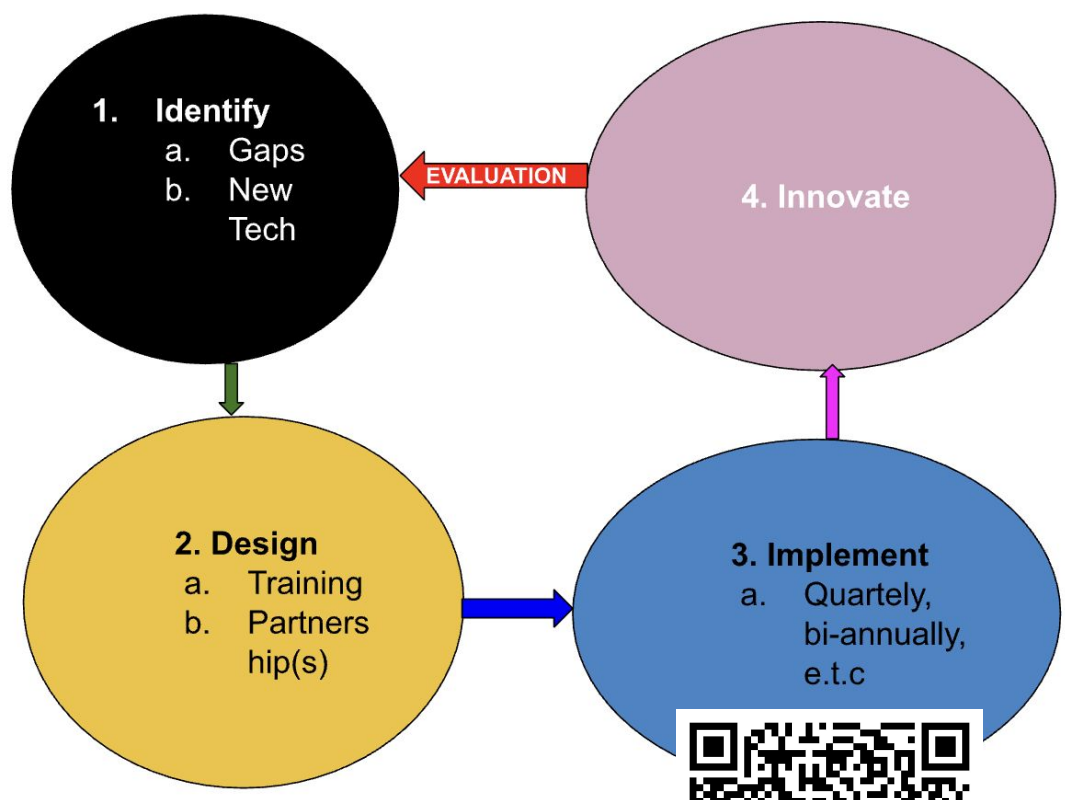 1. Identify
a. Gaps
b. New
Tech
EVALUATION
4. Innovate
2. Design
a. Training
b. Partners
hip(s)
3. Implement
a. Quartely,
bi-annually,
e.t.c